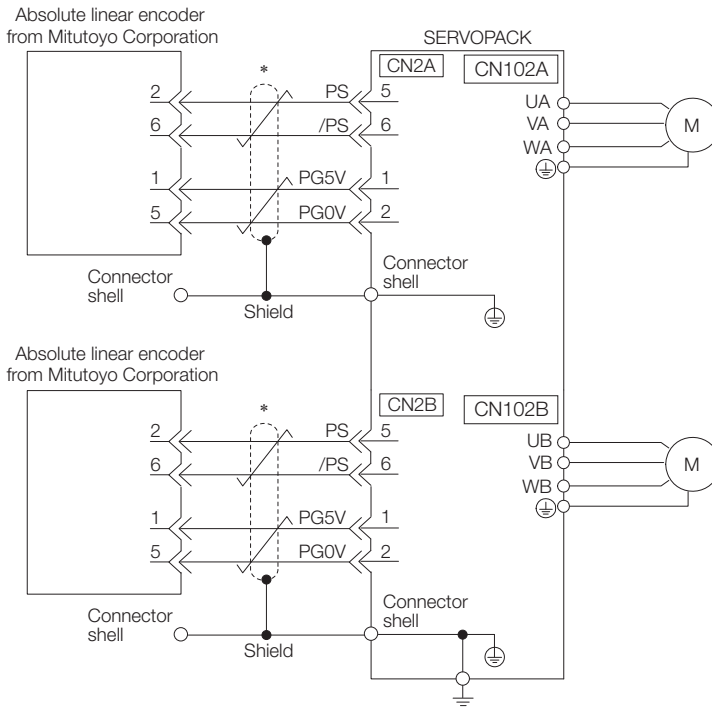 Absolute linear encoder
from Mitutoyo Corporation
SERVOPACK
CN2A
CN102A
*
2 PS 5
6 /PS 6
1 PG5V 1
5 PG0V 2
UA
VA
WA
M
Connector
shell
Shield
Connector
shell
Absolute linear encoder
from Mitutoyo Corporation
CN2B
CN102B
*
2 PS 5
6 /PS 6
1 PG5V 1
5 PG0V 2
UB
VB
WB
M
Connector
shell
Shield
Connector
shell